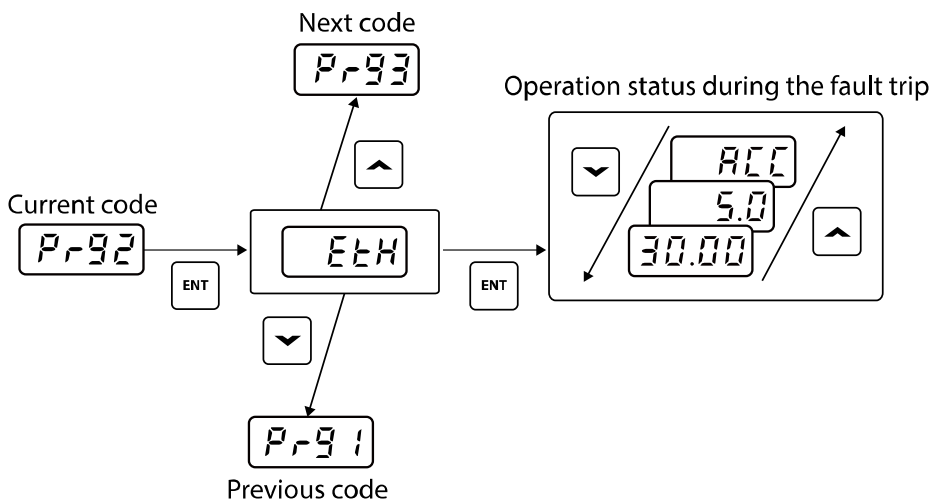 Next code
Pr93
Operation status during the fault trip
ACC
5.0
30.00
Current code
Pr92
ENT
EtH
ENT
Pr91
Previous code